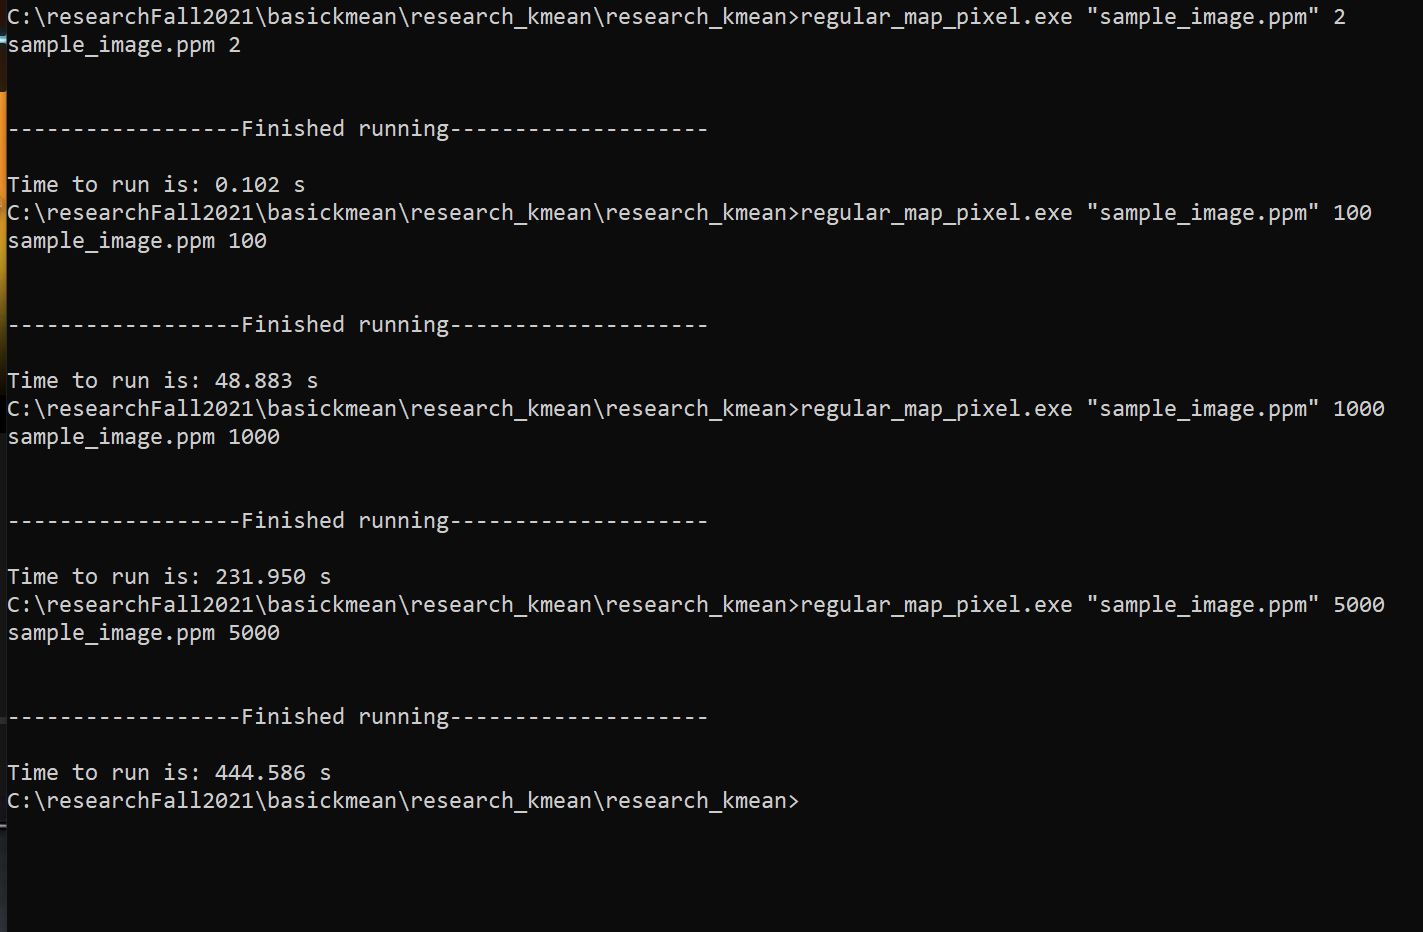 C:\researchFall2021\basickmean\research_kmean\research_kmean>regular_map_pixel.exe "sample_image.ppm" 2
sample_image.ppm 2
------------------Finished running--------------------
Time to run is: 0.102 s
C:\researchFall2021\basickmean\research_kmean\research_kmean>regular_map_pixel.exe "sample_image.ppm" 100
sample_image.ppm 100
------------------Finished running--------------------
Time to run is: 48.883 s
C:\researchFall2021\basickmean\research_kmean\research_kmean>regular_map_pixel.exe "sample_image.ppm" 1000
sample_image.ppm 1000
------------------Finished running--------------------
Time to run is: 231.950 s
C:\researchFall2021\basickmean\research_kmean\research_kmean>regular_map_pixel.exe "sample_image.ppm" 5000
sample_image.ppm 5000
------------------Finished running--------------------
Time to run is: 444.586 s
C:\researchFall2021\basickmean\research_kmean\research_kmean>